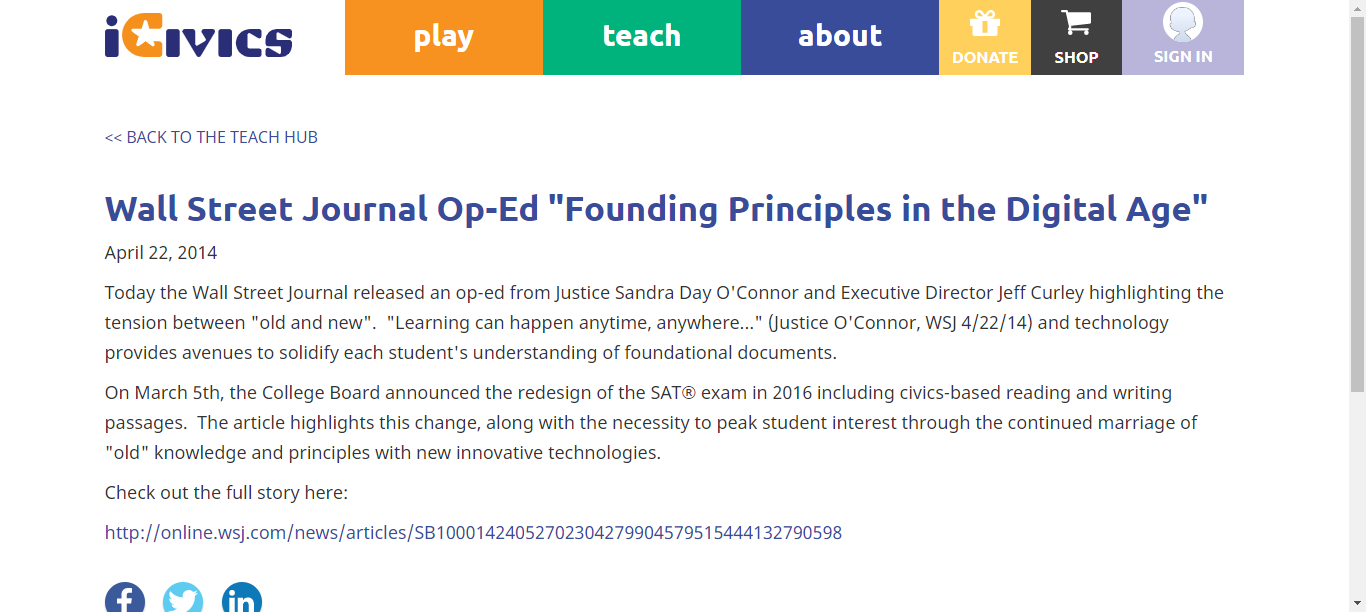 iCivics
play
teach
about
DONATE
SHOP
SIGN IN
<< BACK TO THE TEACH HUB
Wall Street Journal Op-Ed "Founding Principles in the Digital Age"
April 22, 2014
Today the Wall Street Journal released an op-ed from Justice Sandra Day O'Connor and Executive Director Jeff Curley highlighting the
tension between "old and new".  "Learning can happen anytime, anywhere..." (Justice O'Connor, WSJ 4/22/14) and technology
provides avenues to solidify each student's understanding of foundational documents.
On March 5th, the College Board announced the redesign of the SAT® exam in 2016 including civics-based reading and writing
passages.  The article highlights this change, along with the necessity to peak student interest through the continued marriage of
"old" knowledge and principles with new innovative technologies.
Check out the full story here:
http://online.wsj.com/news/articles/SB10001424052702304279904579515444132790598
f
in